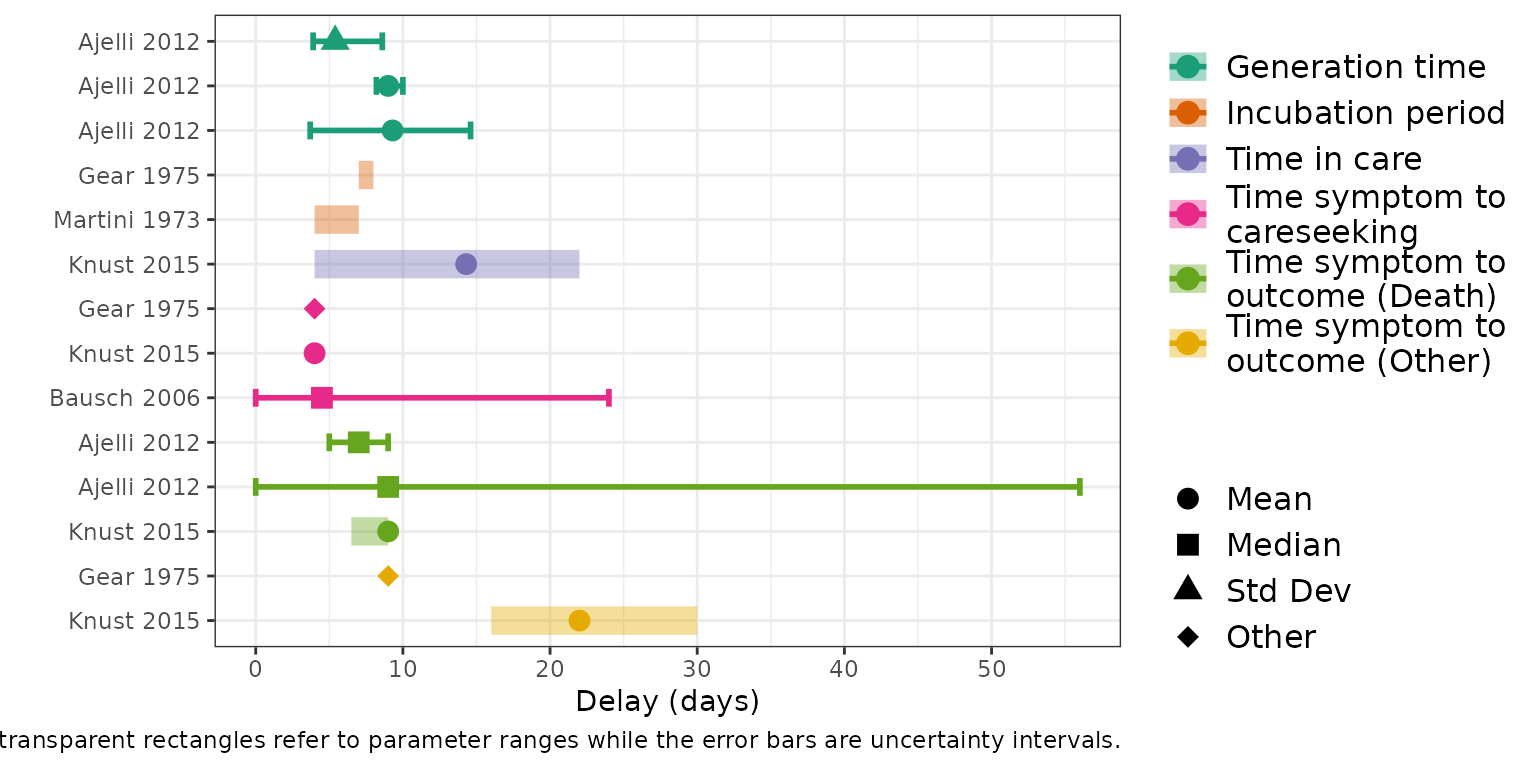 Ajelli 2012
Ajelli 2012
Ajelli 2012
Gear 1975
Martini 1973
Knust 2015
Gear 1975
Knust 2015
Bausch 2006
Ajelli 2012
Ajelli 2012
Knust 2015
Gear 1975
Knust 2015
0 10 20 30 40 50
Delay (days)
transparent rectangles refer to parameter ranges while the error bars are uncertainty intervals.
Generation time
Incubation period
Time in care
Time symptom to
careseeking
Time symptom to
outcome (Death)
Time symptom to
outcome (Other)
Mean
Median
Std Dev
Other